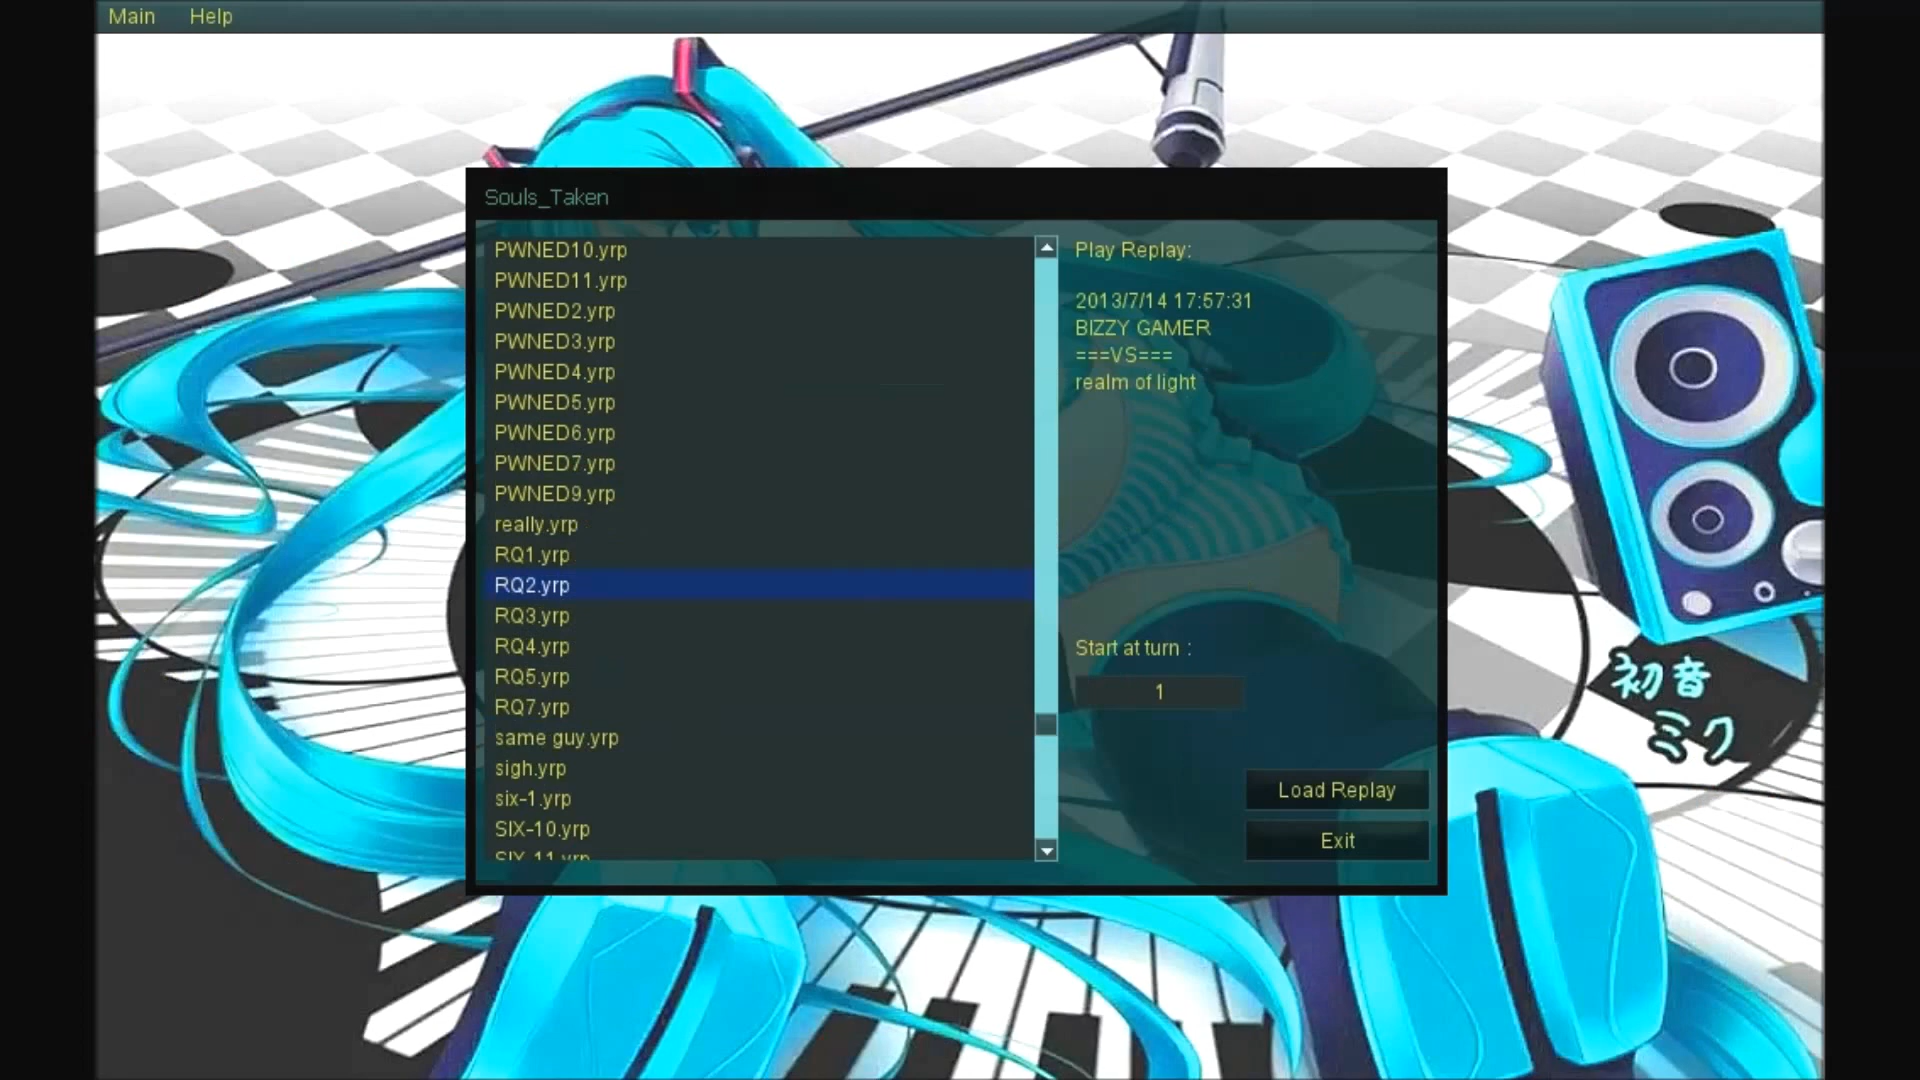 Main Help
Souls_Taken
PWNED10.yrp
PWNED11.yrp
PWNED2.yrp
PWNED3.yrp
PWNED4.yrp
PWNED5.yrp
PWNED6.yrp
PWNED7.yrp
PWNED9.yrp
really.yrp
RQ1.yrp
RQ2.yrp
RQ3.yrp
RQ4.yrp
RQ5.yrp
RQ7.yrp
same guy.yrp
sigh.yrp
six-1.yrp
SIX-10.yrp
SIX-11.yrp
Play Replay:
2013/7/14 17:57:31
BIZZY GAMER
===VS===
realm of light
Start at turn :
1
Load Replay
Exit
初音
ミク